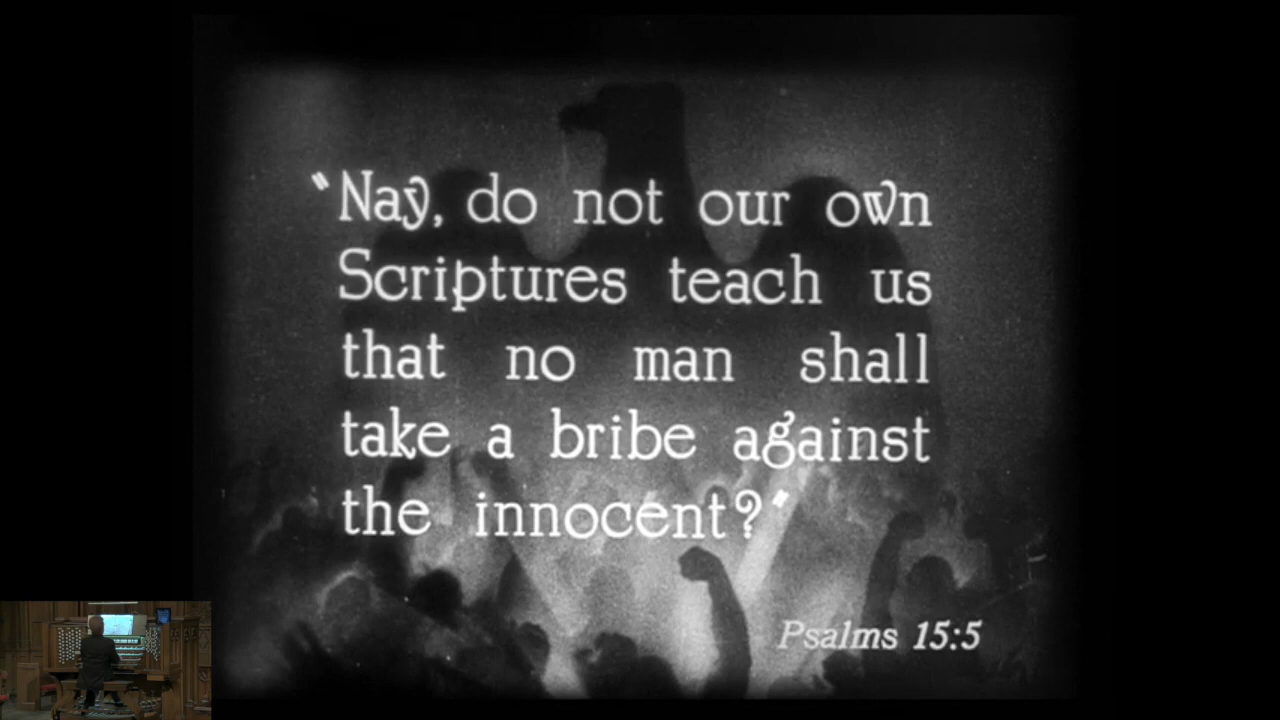 "Nay, do not our own
Scriptures teach us
that no man shall
take a bribe against
the innocent?"
Psalms 15:5